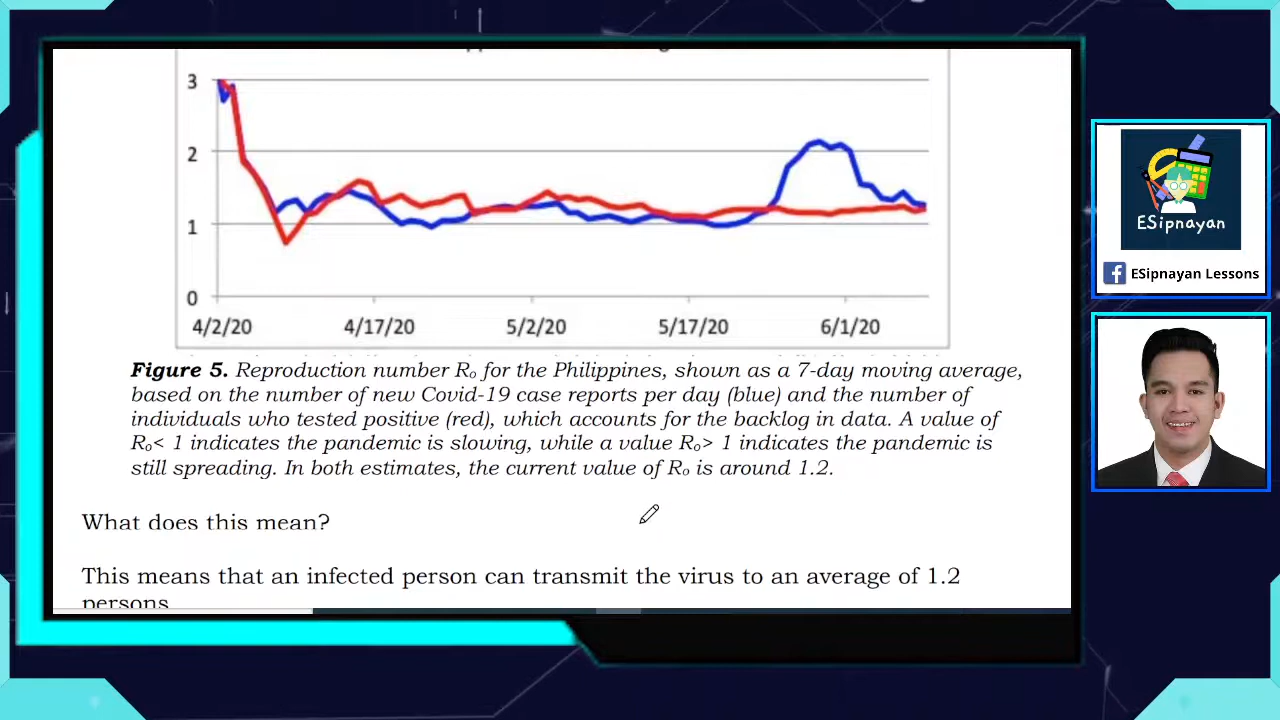 3
2
1
0
4/2/20 4/17/20 5/2/20 5/17/20 6/1/20
Figure 5. Reproduction number Rₒ for the Philippines, shown as a 7-day moving average,
based on the number of new Covid-19 case reports per day (blue) and the number of
individuals who tested positive (red), which accounts for the backlog in data. A value of
Rₒ< 1 indicates the pandemic is slowing, while a value Rₒ> 1 indicates the pandemic is
still spreading. In both estimates, the current value of Rₒ is around 1.2.
What does this mean?
This means that an infected person can transmit the virus to an average of 1.2
persons
ESipnayan
ESipnayan Lessons